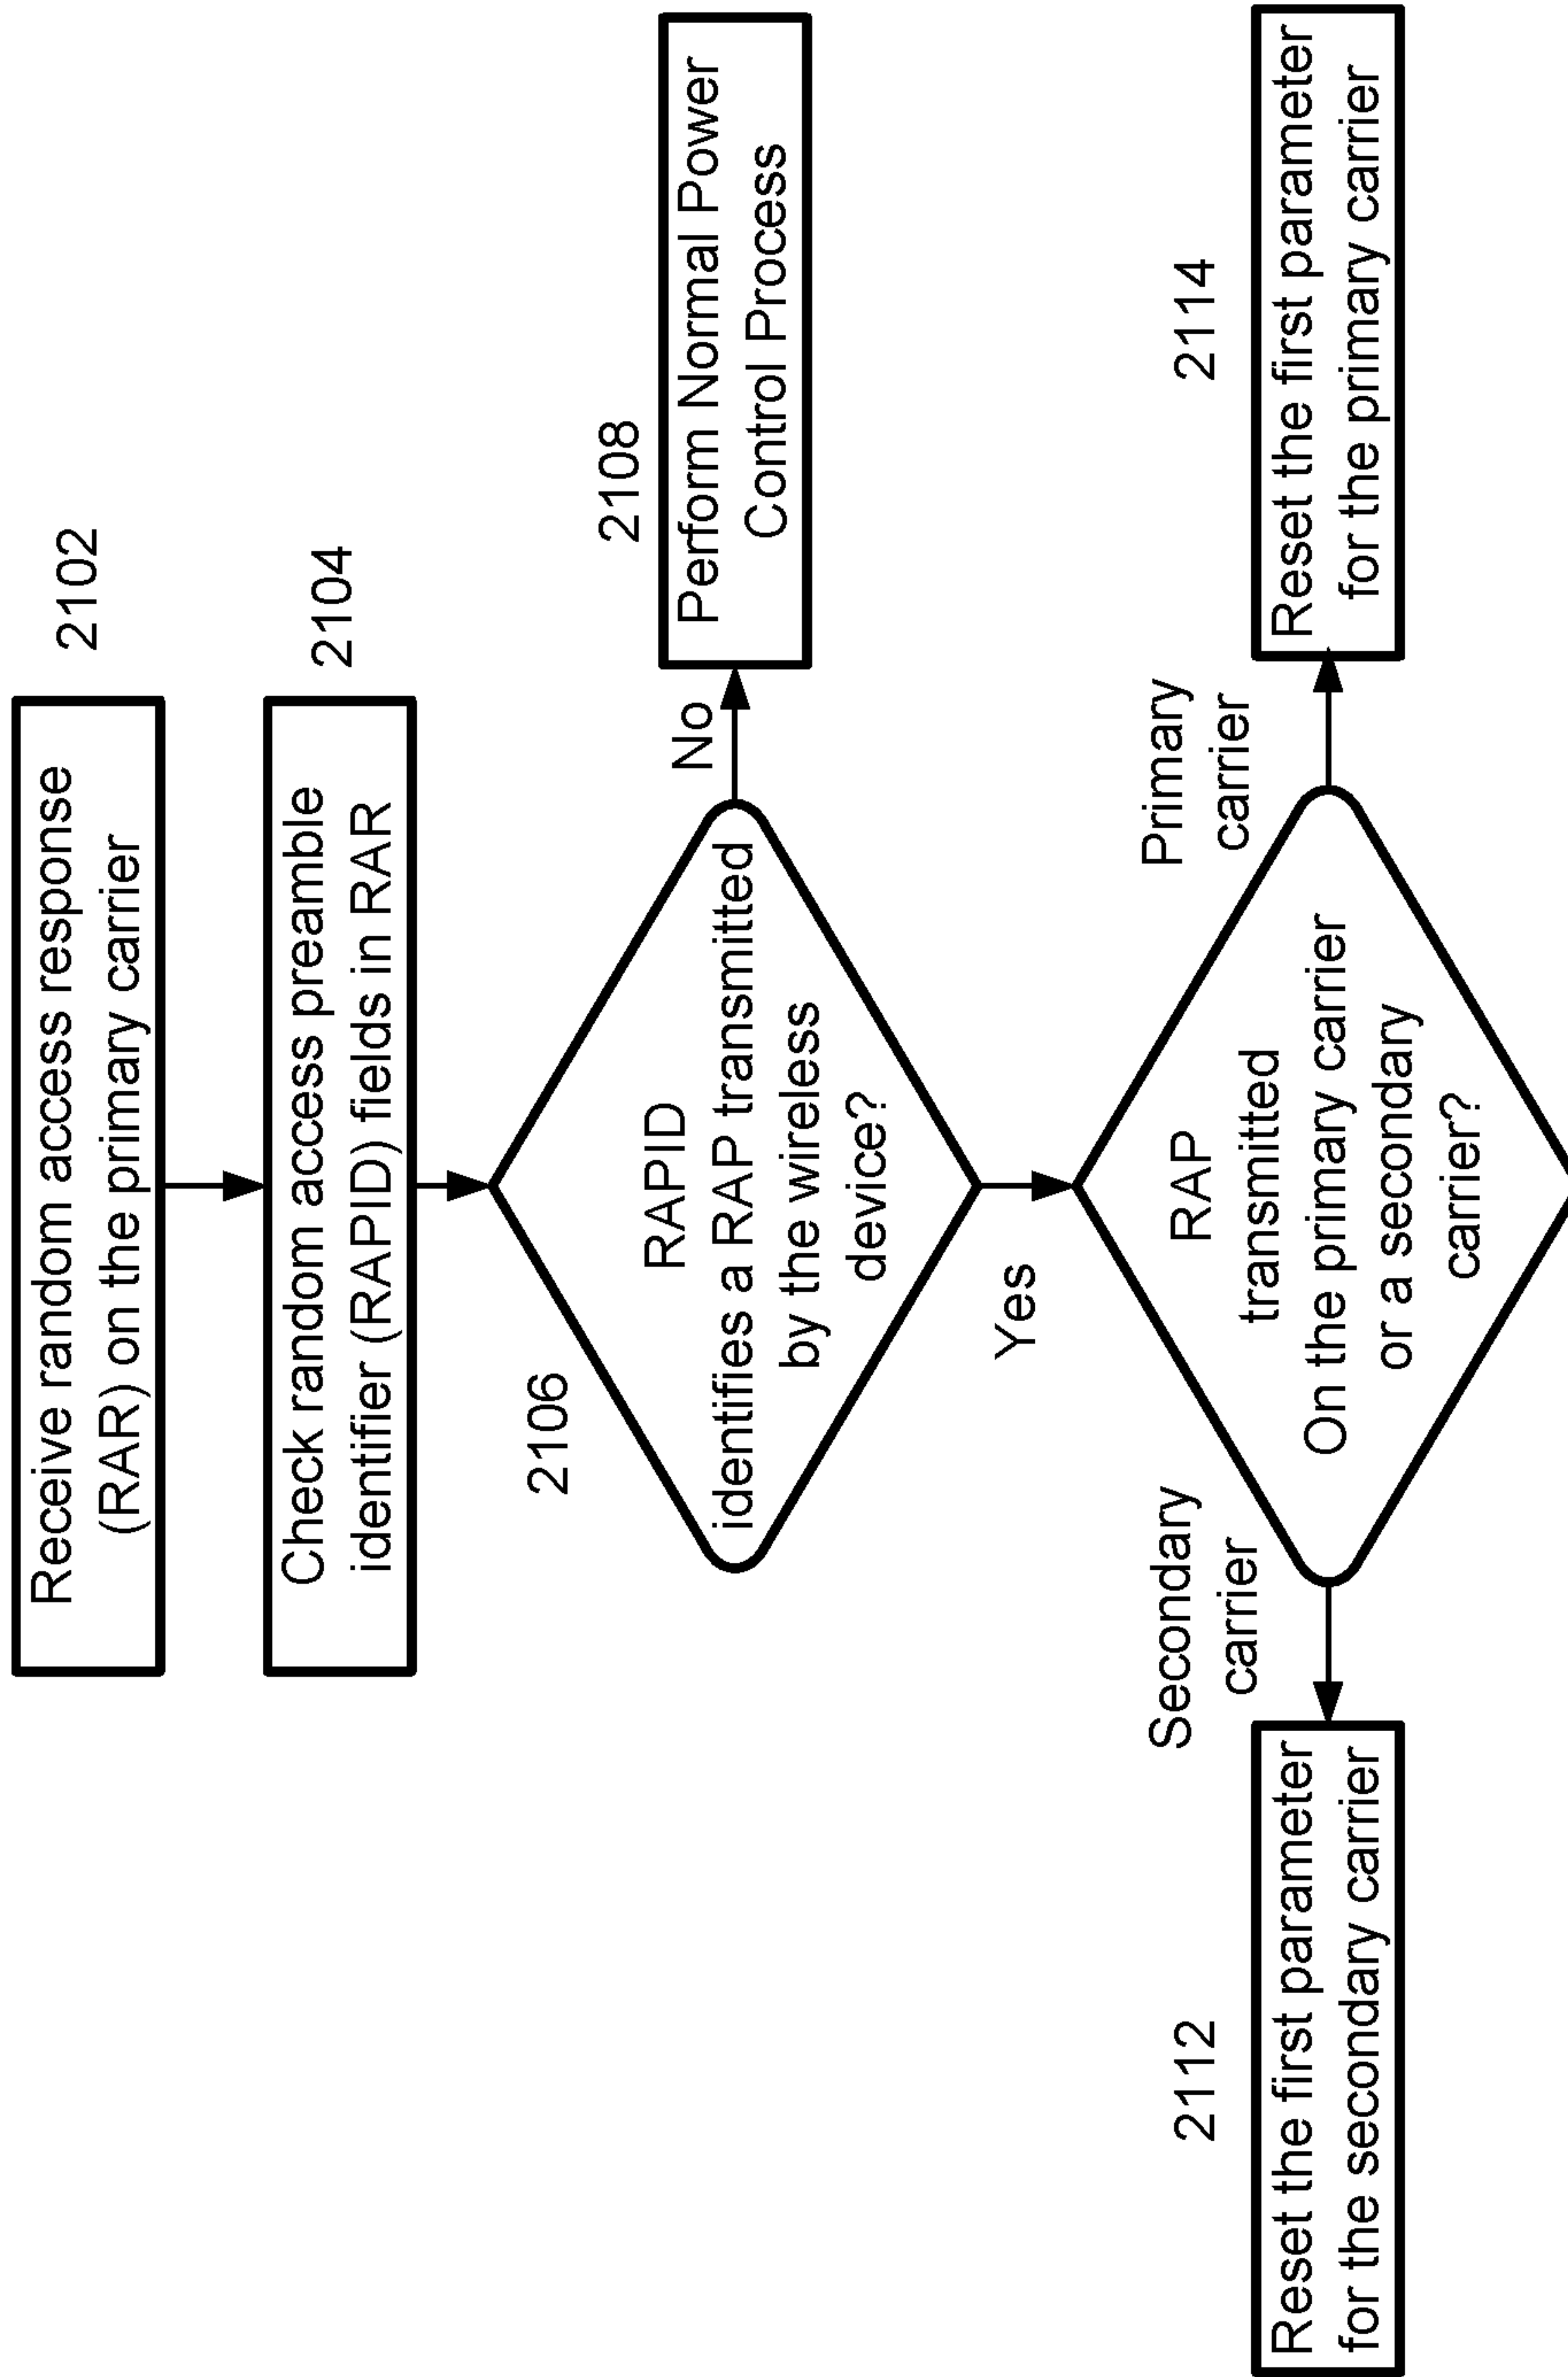 2102
Receive random access response
(RAR) on the primary carrier
2104
Check random access preamble
identifier (RAPID) fields in RAR
2106
RAPID
identifies a RAP transmitted
by the wireless
device?
No
2108
Perform Normal Power
Control Process
Yes
RAP
transmitted
On the primary carrier
or a secondary
carrier?
Secondary
carrier
2112
Reset the first parameter
for the secondary carrier
Primary
carrier
2114
Reset the first parameter
for the primary carrier